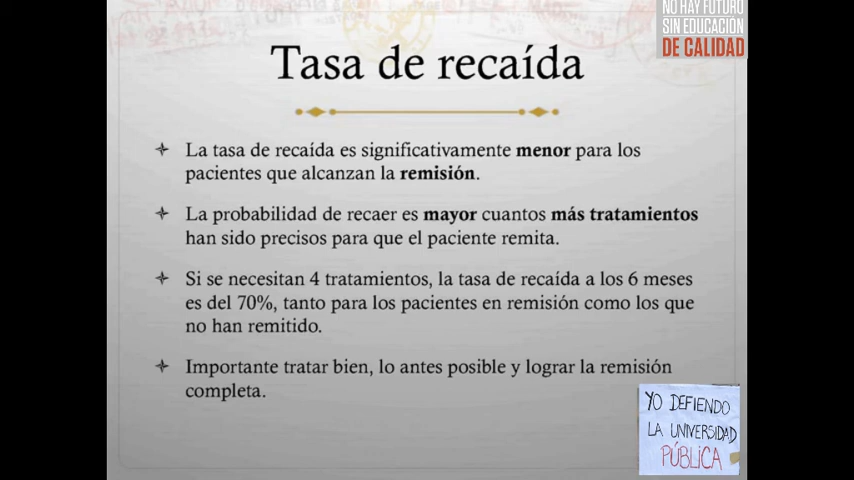 NO HAY FUTURO
SIN EDUCACIÓN
DE CALIDAD
Tasa de recaída
La tasa de recaída es significativamente menor para los
pacientes que alcanzan la remisión.
La probabilidad de recaer es mayor cuantos más tratamientos
han sido precisos para que el paciente remita.
Si se necesitan 4 tratamientos, la tasa de recaída a los 6 meses
es del 70%, tanto para los pacientes en remisión como los que
no han remitido.
Importante tratar bien, lo antes posible y lograr la remisión
completa.
YO DEFIENDO
LA UNIVERSIDAD
PÚBLICA